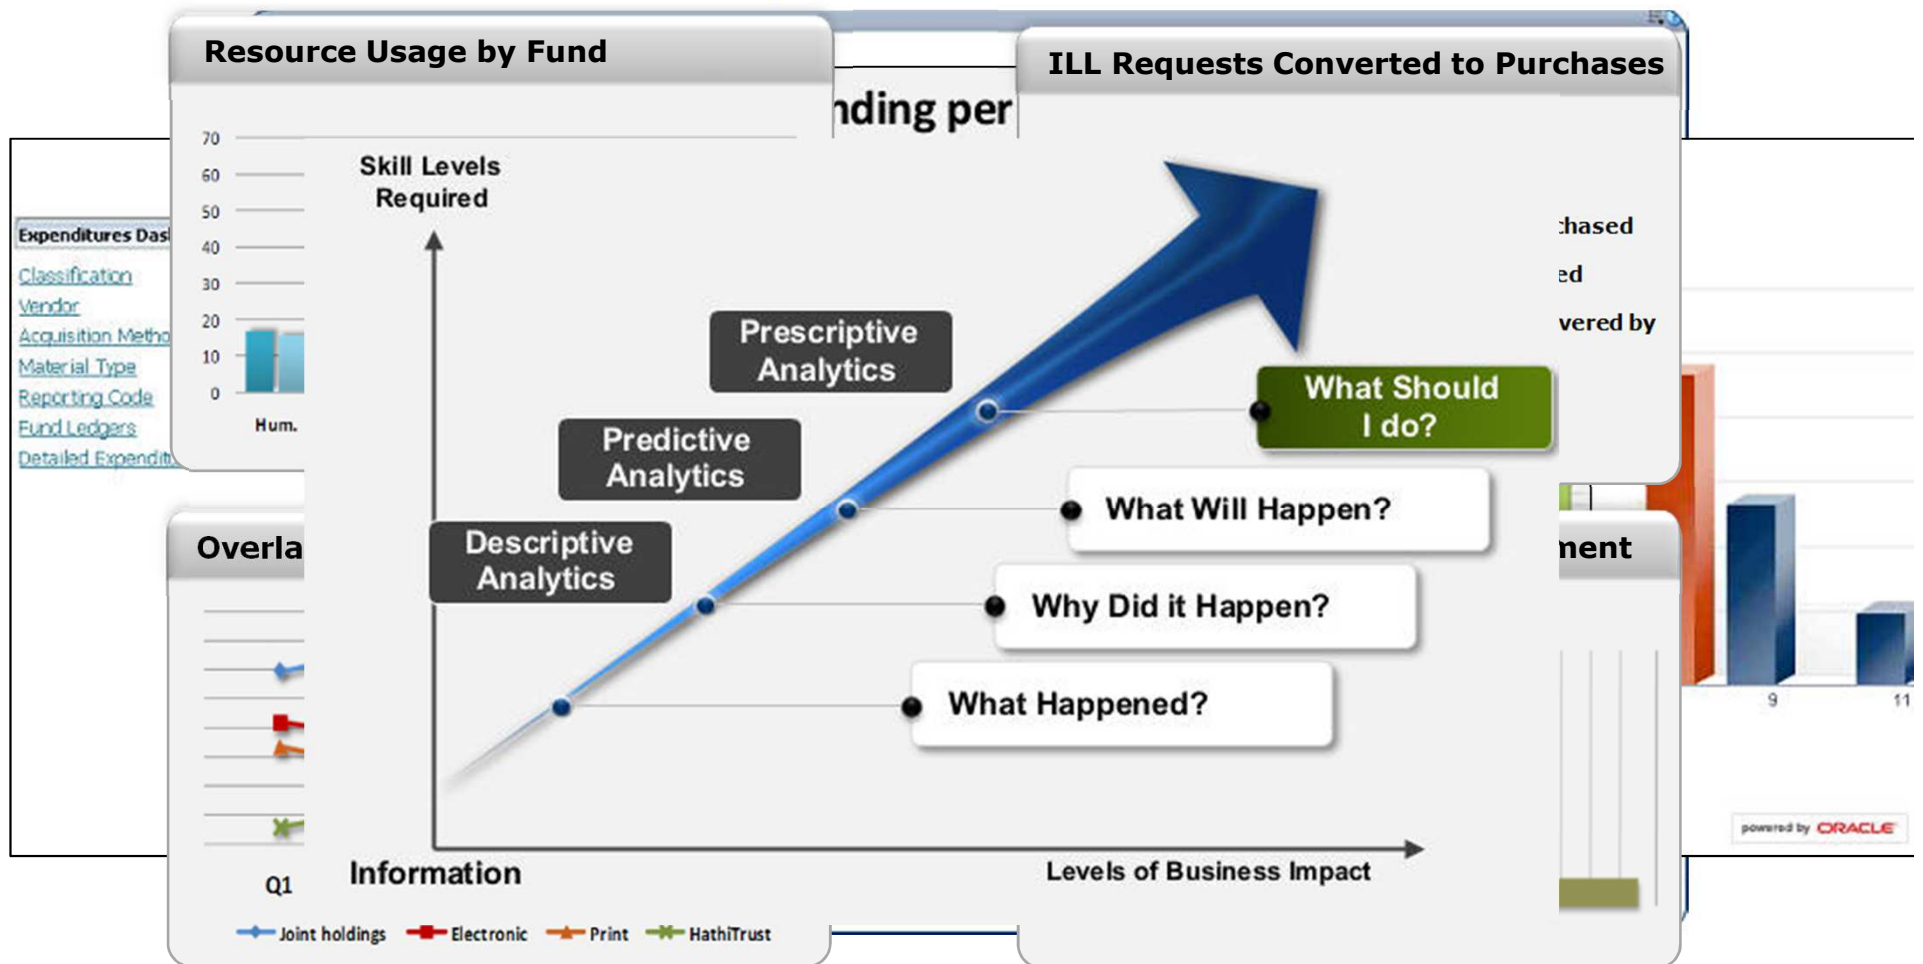 Resource Usage by Fund
ILL Requests Converted to Purchases
nding per
70
60
50
40
30
20
10
0
Hum.
Expenditures Das
Classification
Vendor
Acquisition Metho
Material Type
Reporting Code
Fund Ledgers
Detailed Expendit
Skill Levels
Required
Prescriptive
Analytics
Predictive
Analytics
Descriptive
Analytics
What Should
I do?
What Will Happen?
Why Did it Happen?
What Happened?
Information
Levels of Business Impact
chased
ed
vered by
Overla
ment
Q1
Joint holdings
Electronic
Print
HathiTrust
9
11
powered by ORACLE